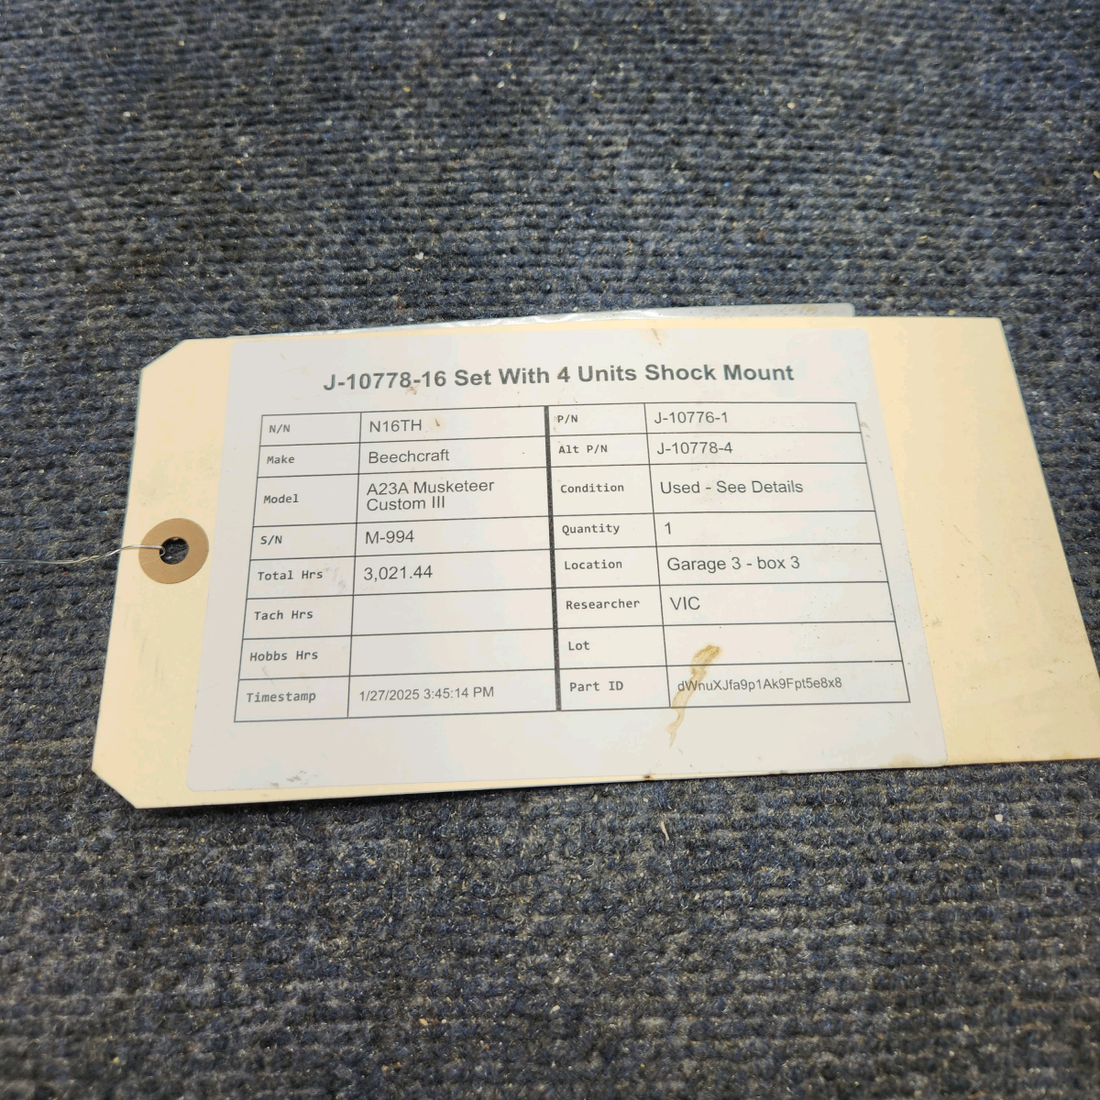 J-10778-16 Set With 4 Units Shock Mount
N/N N16TH P/N J-10776-1
Make Beechcraft Alt P/N J-10778-4
Model A23A Musketeer
Custom III Condition Used - See Details
S/N M-994 Quantity 1
Total Hrs 3,021.44 Location Garage 3 - box 3
Tach Hrs Researcher VIC
Hobbs Hrs Lot
Timestamp 1/27/2025 3:45:14 PM Part ID dWnuXJfa9p1Ak9Fpt5e8x8